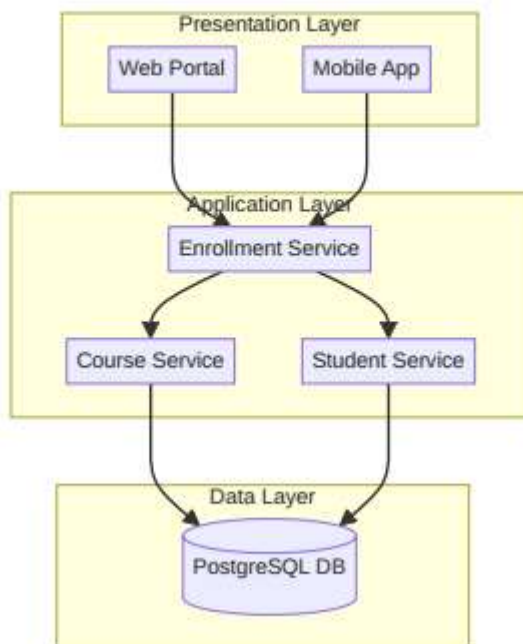 Presentation Layer
Web Portal
Mobile App
Application Layer
Enrollment Service
Course Service
Student Service
Data Layer
PostgreSQL DB